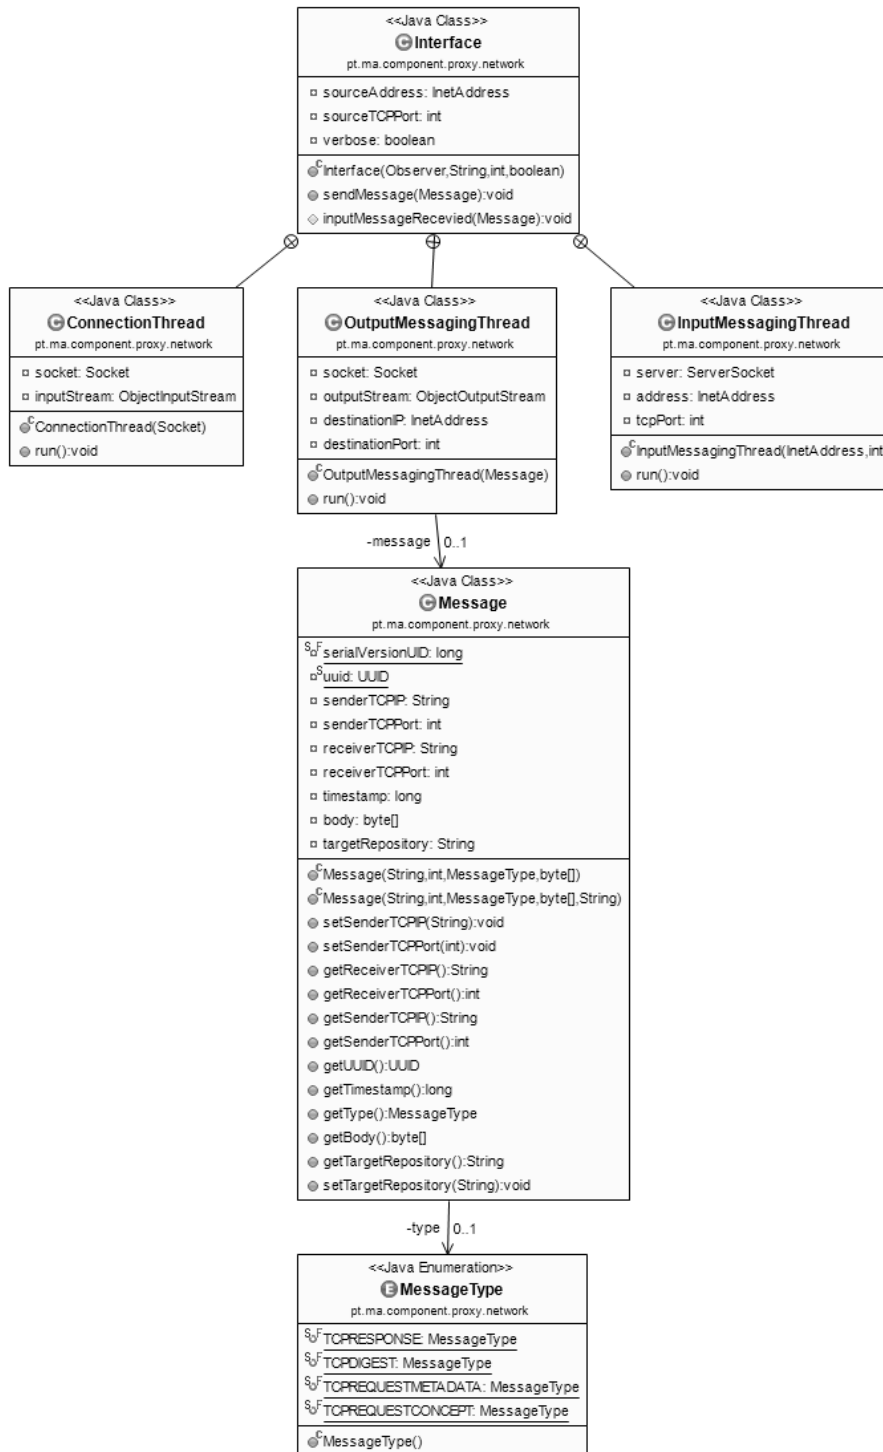 <<Java Class>>
Interface
pt.ma.component.proxy.network
sourceAddress: InetAddress
sourceTCPPort: int
verbose: boolean
Interface(Observer,String,int,boolean)
sendMessage(Message):void
inputMessageRecevied(Message):void
<<Java Class>>
ConnectionThread
pt.ma.component.proxy.network
socket: Socket
inputStream: ObjectInputStream
ConnectionThread(Socket)
run():void
<<Java Class>>
OutputMessagingThread
pt.ma.component.proxy.network
socket: Socket
outputStream: ObjectOutputStream
destinationIP: InetAddress
destinationPort: int
OutputMessagingThread(Message)
run():void
<<Java Class>>
InputMessagingThread
pt.ma.component.proxy.network
server: ServerSocket
address: InetAddress
tcpPort: int
InputMessagingThread(InetAddress,int
run():void
-message 0..1
<<Java Class>>
Message
pt.ma.component.proxy.network
serialVersionUID: long
uuid: UUID
senderTCPIP: String
senderTCPPort: int
receiverTCPIP: String
receiverTCPPort: int
timestamp: long
body: byte[]
targetRepository: String
Message(String,int,MessageType,byte[])
Message(String,int,MessageType,byte[],String)
setSenderTCPIP(String):void
setSenderTCPPort(int):void
getReceiverTCPIP():String
getReceiverTCPPort():int
getSenderTCPIP():String
getSenderTCPPort():int
getUUID():UUID
getTimestamp():long
getType():MessageType
getBody():byte[]
getTargetRepository():String
setTargetRepository(String):void
-type 0..1
<<Java Enumeration>>
MessageType
pt.ma.component.proxy.network
TCPRESPONSE: MessageType
TCPDIGEST: MessageType
TCPREQUESTMETADATA: MessageType
TCPREQUESTCONCEPT: MessageType
MessageType()